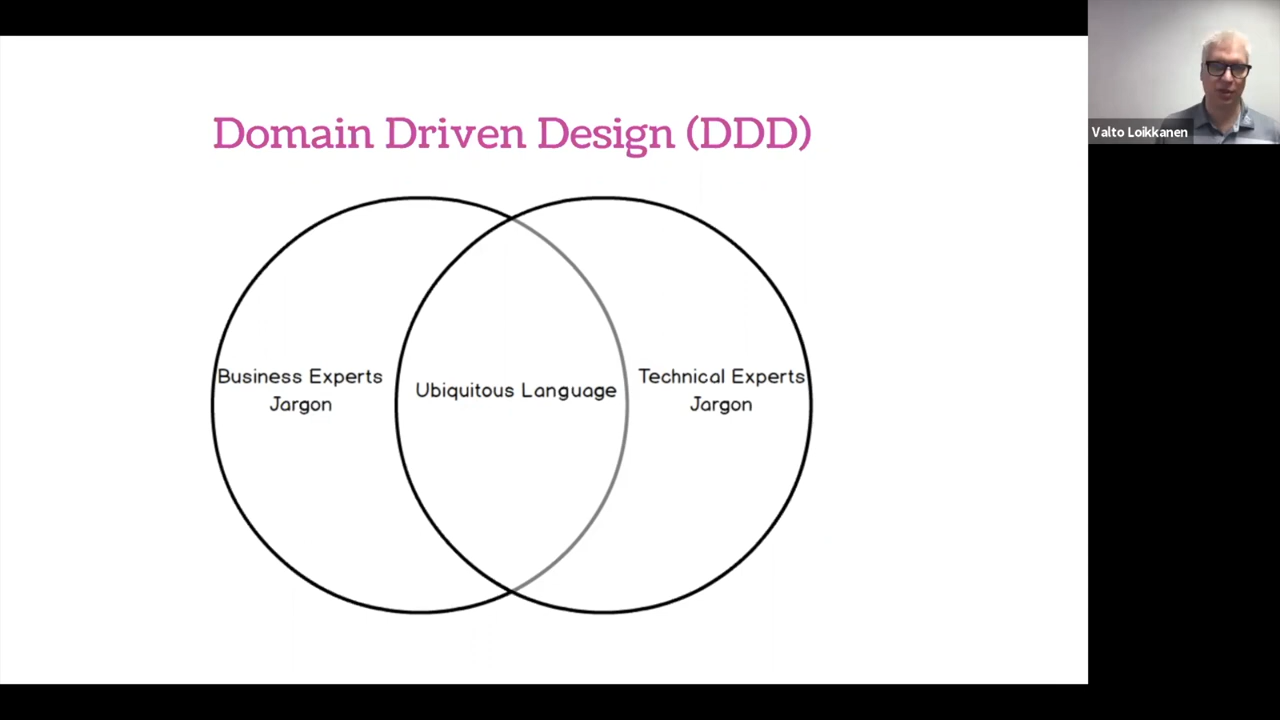 Domain Driven Design (DDD)
Business Experts
Jargon
Ubiquitous Language
Technical Experts
Jargon
Valto Loikkanen